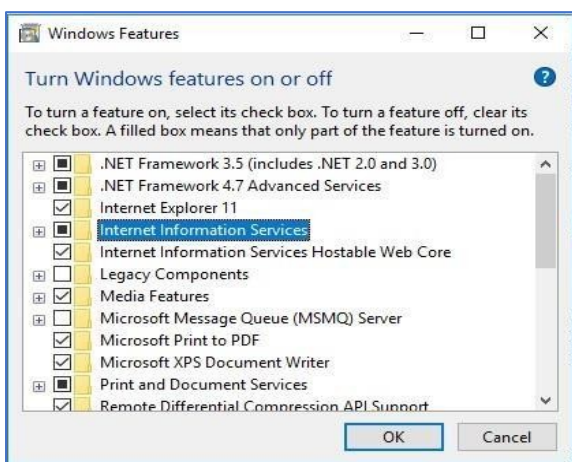 Windows Features
Turn Windows features on or off
?
To turn a feature on, select its check box. To turn a feature off, clear its
check box. A filled box means that only part of the feature is turned on.
.NET Framework 3.5 (includes .NET 2.0 and 3.0)
.NET Framework 4.7 Advanced Services
Internet Explorer 11
Internet Information Services
Internet Information Services Hostable Web Core
Legacy Components
Media Features
Microsoft Message Queue (MSMQ) Server
Microsoft Print to PDF
Microsoft XPS Document Writer
Print and Document Services
Remote Differential Compression API Support
OK Cancel